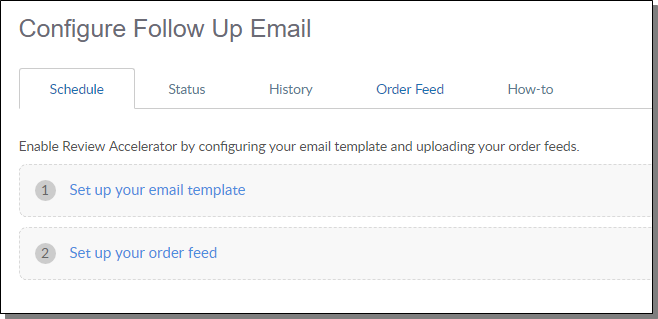 Configure Follow Up Email
Schedule Status History Order Feed How-to
Enable Review Accelerator by configuring your email template and uploading your order feeds.
1 Set up your email template
2 Set up your order feed